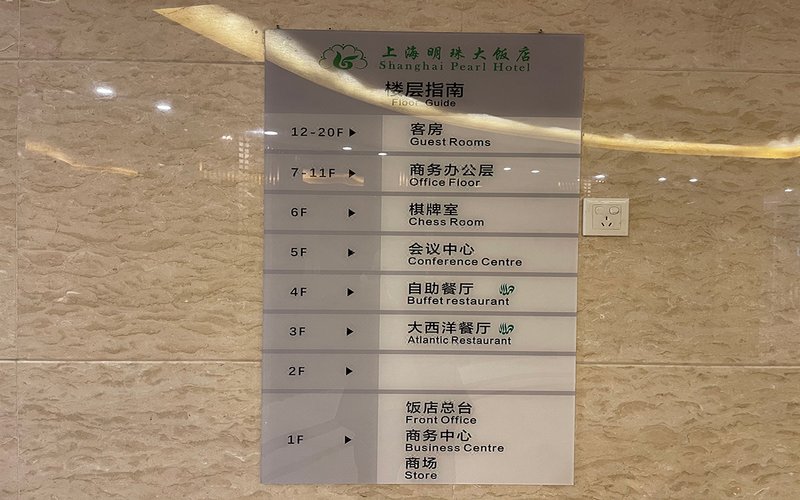 上海明珠大饭店
Shanghai Pearl Hotel
楼层指南
Floor Guide
12-20F▶ 客房
Guest Rooms
7-11F ▶ 商务办公层
Office Floor
6F ▶ 棋牌室
Chess Room
5F ▶ 会议中心
Conference Centre
4F ▶ 自助餐厅
Buffet restaurant
3F ▶ 大西洋餐厅
Atlantic Restaurant
2F ▶
1F ▶ 饭店总台
Front Office
商务中心
Business Centre
商场
Store